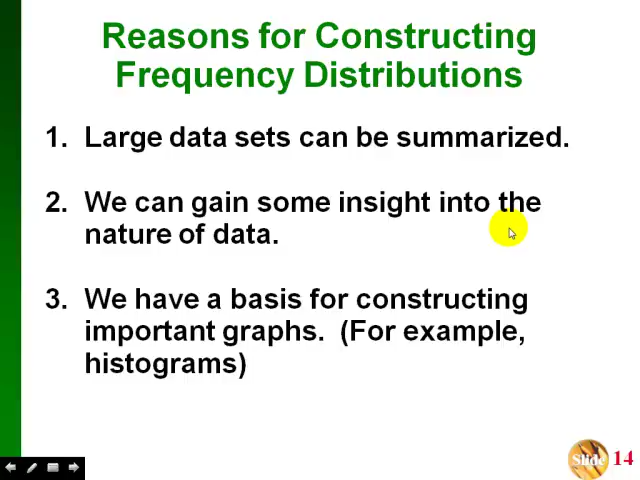 Reasons for Constructing
Frequency Distributions
1. Large data sets can be summarized.
2. We can gain some insight into the
nature of data.
3. We have a basis for constructing
important graphs. (For example,
histograms)
Slide 14